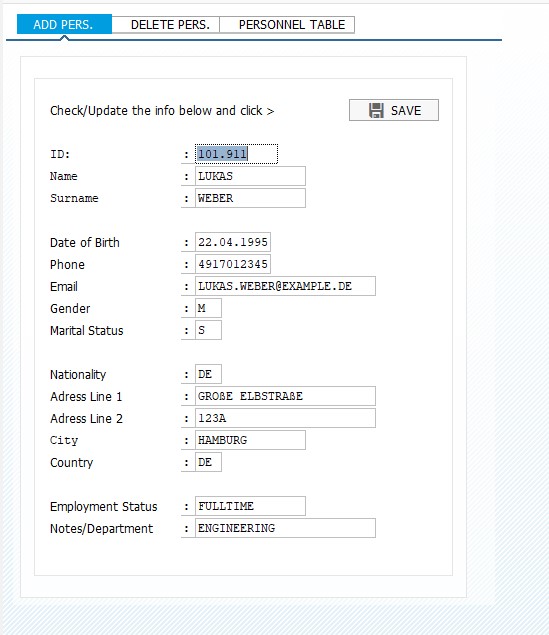 ADD PERS. DELETE PERS. PERSONNEL TABLE
Check/Update the info below and click > SAVE
ID: : 101.911
Name : LUKAS
Surname : WEBER
Date of Birth : 22.04.1995
Phone : 4917012345
Email : LUKAS.WEBER@EXAMPLE.DE
Gender : M
Marital Status : S
Nationality : DE
Adress Line 1 : GROßE ELBSTRAßE
Adress Line 2 : 123A
City : HAMBURG
Country : DE
Employment Status : FULLTIME
Notes/Department : ENGINEERING